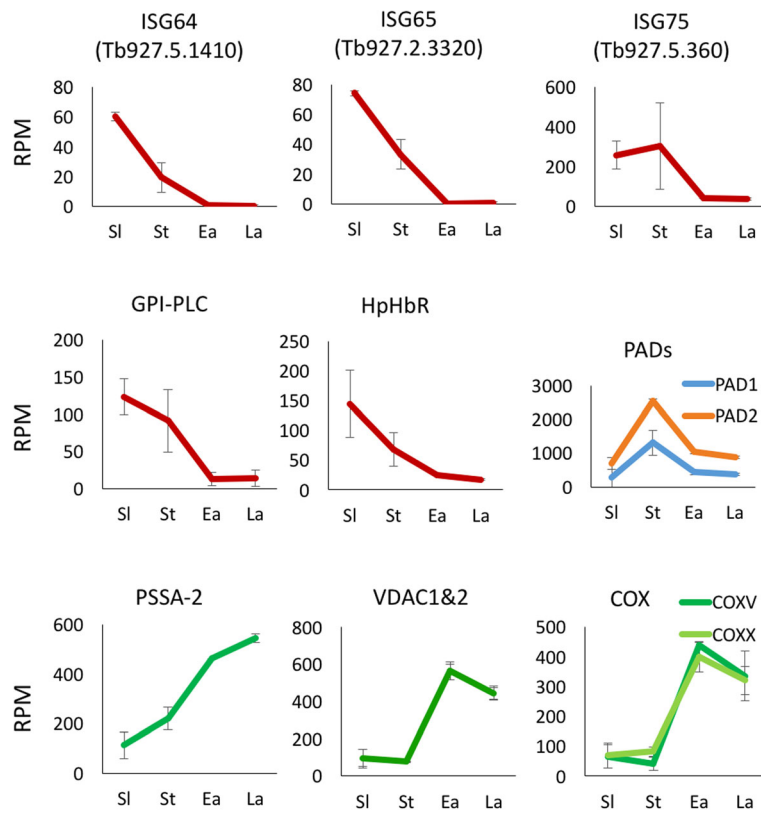 ISG64
(Tb927.5.1410)
ISG65
(Tb927.2.3320)
ISG75
(Tb927.5.360)
RPM
80
60
40
20
0
Sl St Ea La
80
60
40
20
0
Sl St Ea La
600
400
200
0
Sl St Ea La
GPI-PLC
HpHbR
PADs
RPM
200
150
100
50
0
Sl St Ea La
250
200
150
100
50
0
Sl St Ea La
PAD1
PAD2
3000
2000
1000
0
Sl St Ea La
PSSA-2
VDAC1&2
COX
RPM
600
400
200
0
Sl St Ea La
800
600
400
200
0
Sl St Ea La
COXV
COXX
500
400
300
200
100
0
Sl St Ea La